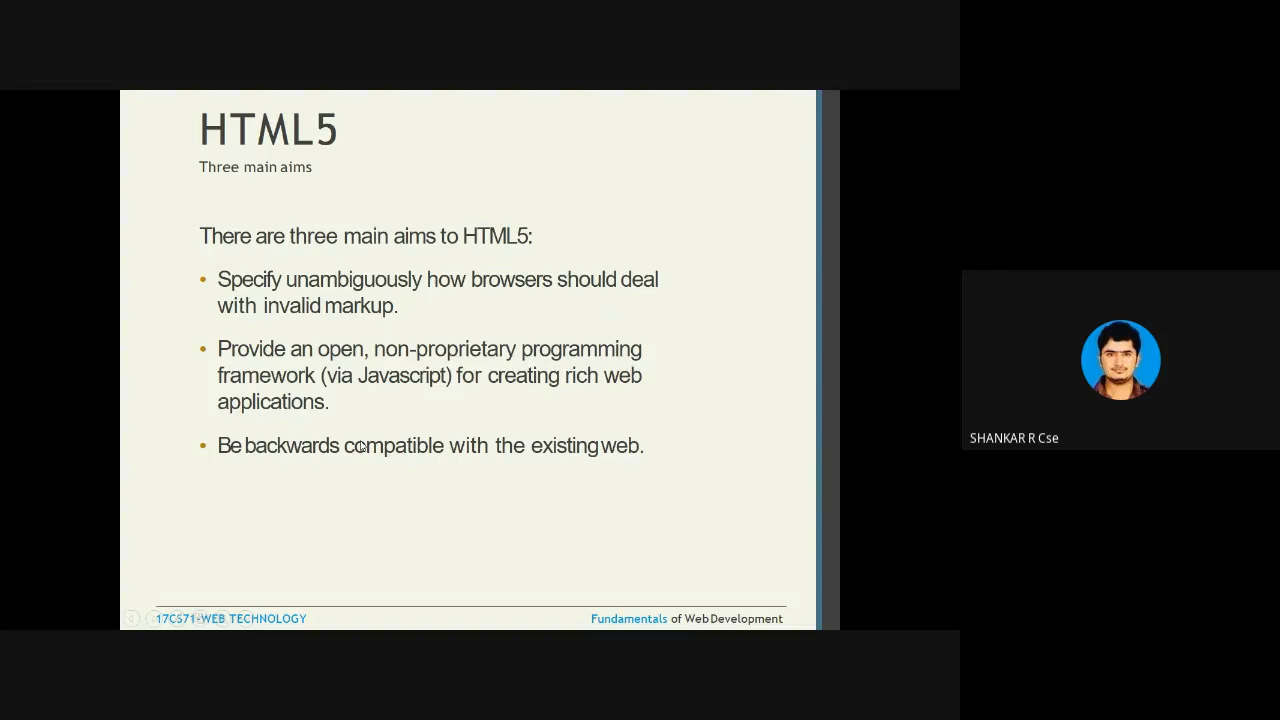 HTML5
Three main aims
There are three main aims to HTML5:
• Specify unambiguously how browsers should deal
with invalid markup.
• Provide an open, non-proprietary programming
framework (via Javascript) for creating rich web
applications.
• Be backwards compatible with the existing web.
17CS71-WEB TECHNOLOGY
Fundamentals of Web Development
SHANKAR R Cse